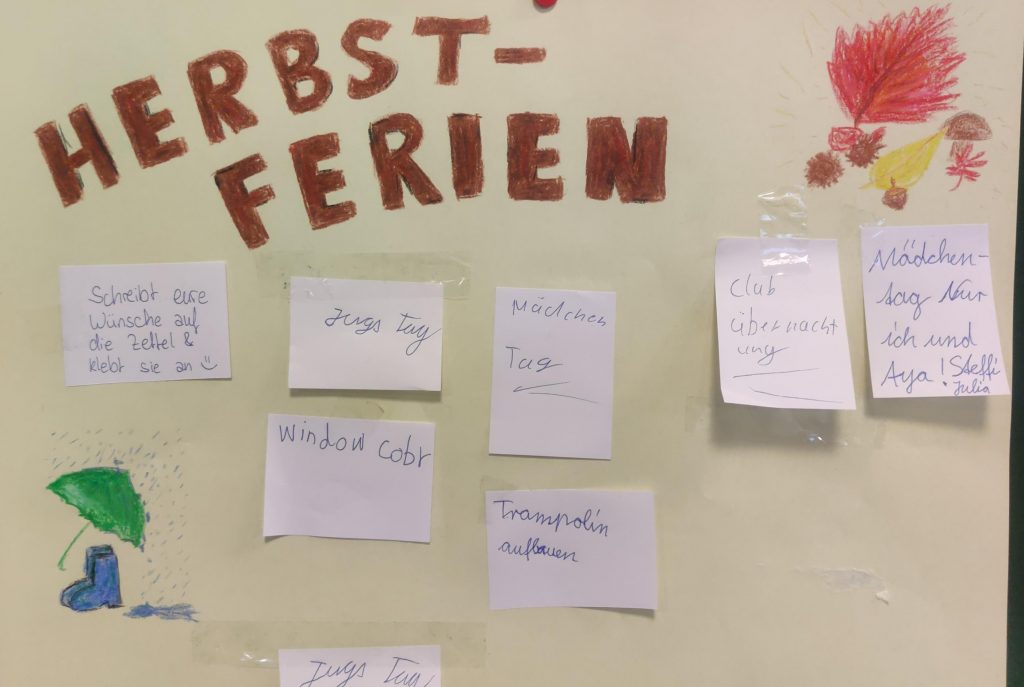 HERBST-
FERIEN
Schreibt eure
Wünsche auf
die Zettel &
klebt sie an
Jugs Tag
Window Cobr
Mädchen
Tag
Trampolin
aufbauen
Club
übernacht
ung
Mädchen-
tag Nur
ich und
Aya! Steffi
Julia
Jugs Tag